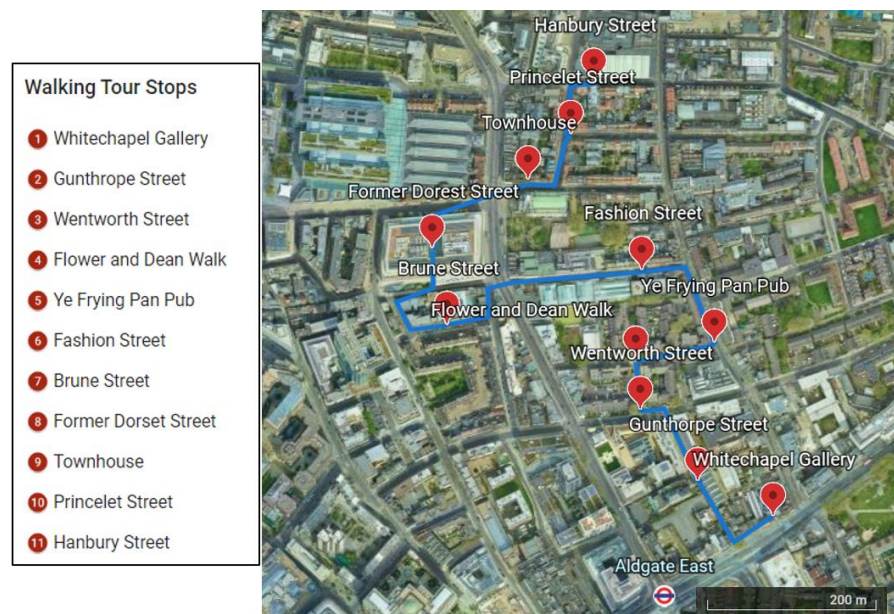 Walking Tour Stops
1 Whitechapel Gallery
2 Gunthrope Street
3 Wentworth Street
4 Flower and Dean Walk
5 Ye Frying Pan Pub
6 Fashion Street
7 Brune Street
8 Former Dorset Street
9 Townhouse
10 Princelet Street
11 Hanbury Street
Hanbury Street
Princelet Street
Townhouse
Former Dorest Street
Fashion Street
Brune Street
Ye Frying Pan Pub
Flower and Dean Walk
Wentworth Street
Gunthorpe Street
Whitechapel Gallery
Aldgate East
200 m